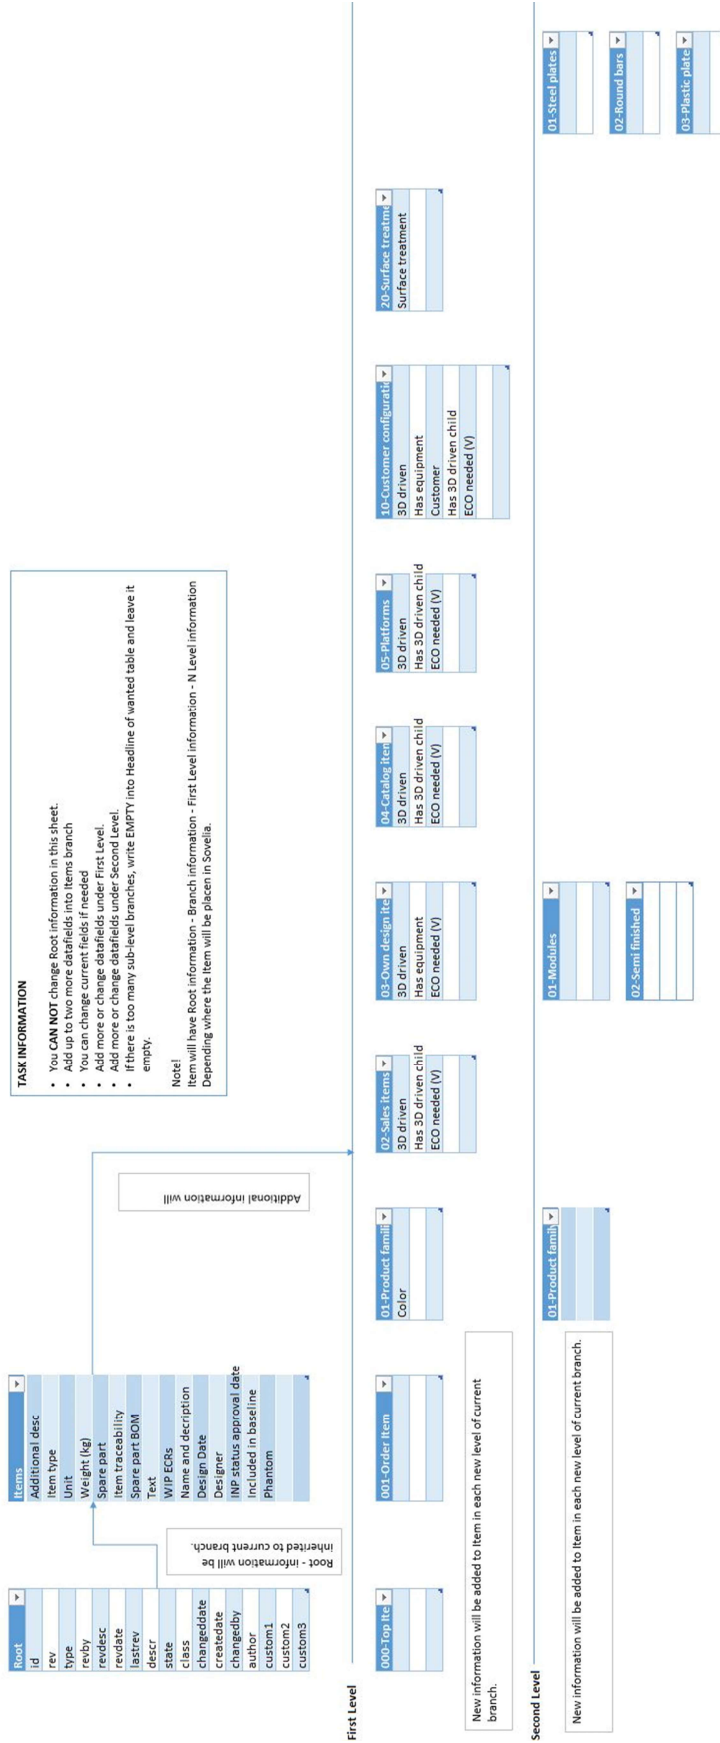 Root
id
rev
type
revby
revdesc
revdate
lastrev
descr
state
class
changeddate
createdate
changedby
author
custom1
custom2
custom3
Root - information will be
inherited to current branch.
Items
Additional desc
Item type
Unit
Weight (kg)
Spare part
Item traceability
Spare part BOM
Text
WIP ECRs
Name and decription
Design Date
Designer
INP status approval date
Included in baseline
Phantom
Additional information will
TASK INFORMATION
• You CAN NOT change Root information in this sheet.
• Add up to two more datafields into Items branch
• You can change current fields if needed
• Add more or change datafields under First Level.
• Add more or change datafields under Second Level.
• If there is too many sub-level branches, write EMPTY into Headline of wanted table and leave it
empty.
Note!
Item will have Root information - Branch information - First Level information - N Level information
Depending where the Item will be placen in Sovelia.
First Level
000-Top Ite
001-Order Item
01-Product famili
Color
02-Sales items
3D driven
Has 3D driven child
ECO needed (V)
03-Own design ite
3D driven
Has equipment
ECO needed (V)
04-Catalog iten
3D driven
Has 3D driven child
ECO needed (V)
05-Platforms
3D driven
Has 3D driven child
ECO needed (V)
10-Customer configuratic
3D driven
Has equipment
Customer
Has 3D driven child
ECO needed (V)
20-Surface treatme
Surface treatment
New information will be added to Item in each new level of current
branch.
Second Level
New information will be added to Item in each new level of current branch.
01-Product family
01-Modules
02-Semi finished
01-Steel plates
02-Round bars
03-Plastic plate